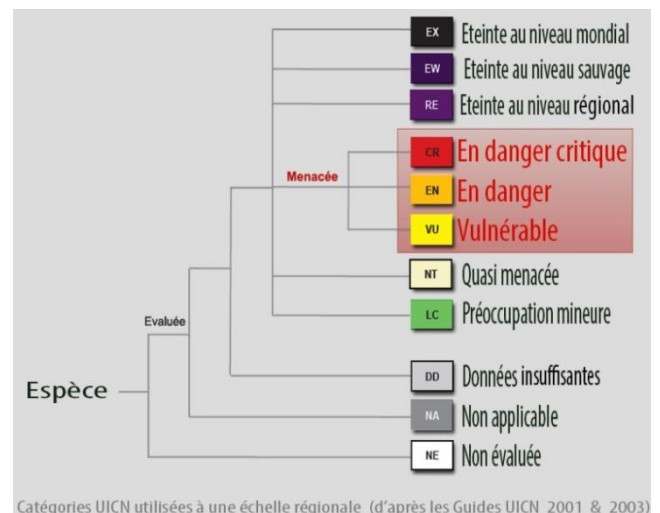 EX Eteinte au niveau mondial
EW Eteinte au niveau sauvage
RE Eteinte au niveau régional
CR En danger critique
Menacée
EN En danger
VU Vulnérable
NT Quasi menacée
LC Préoccupation mineure
Evaluée
DD Données insuffisantes
Espèce
NA Non applicable
NE Non évaluée
Catégories UICN utilisées à une échelle régionale (d'après les Guides UICN 2001 & 2003)